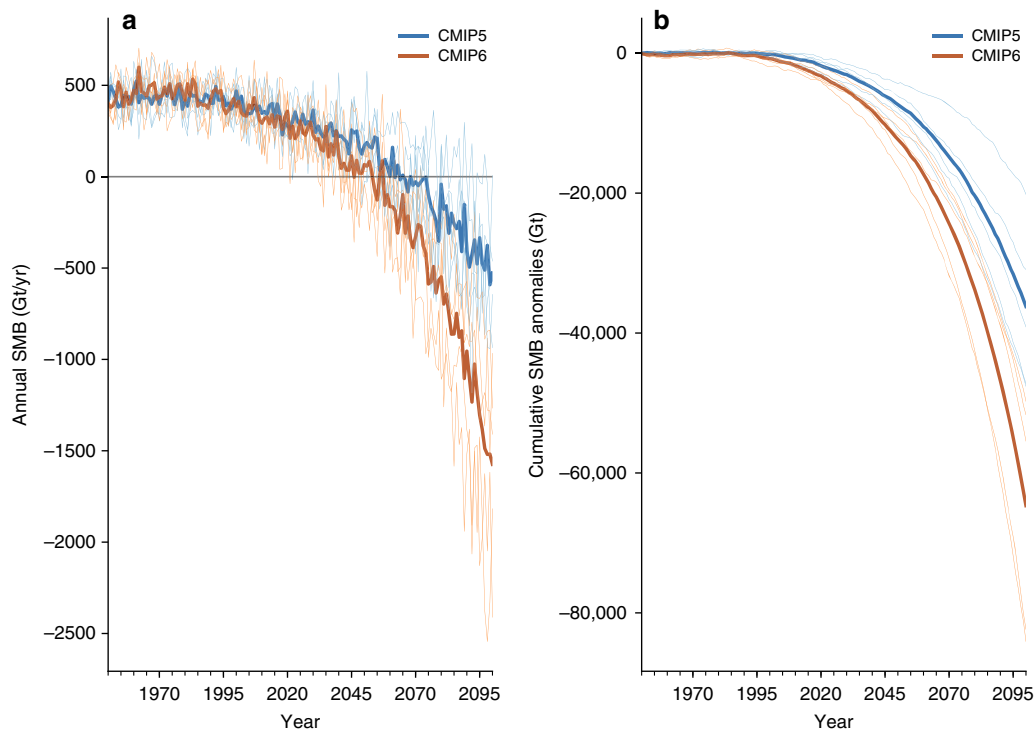 a
CMIP5
CMIP6
500
0
−500
−1000
−1500
−2000
−2500
Annual SMB (Gt/yr)
1970 1995 2020 2045 2070 2095
Year
b
CMIP5
CMIP6
0
−20,000
−40,000
−60,000
−80,000
Cumulative SMB anomalies (Gt)
1970 1995 2020 2045 2070 2095
Year